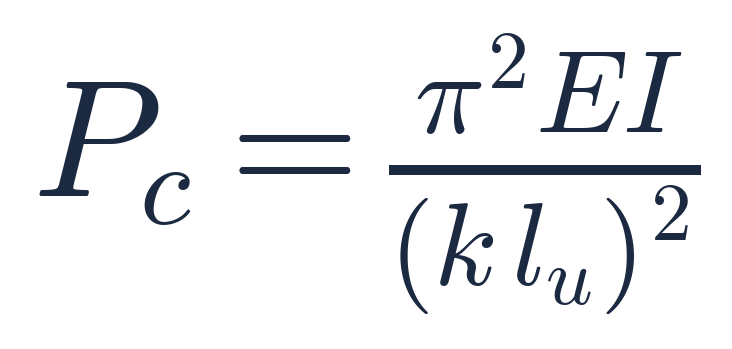 P_c = \frac{\pi^2 EI}{(k l_u)^2}